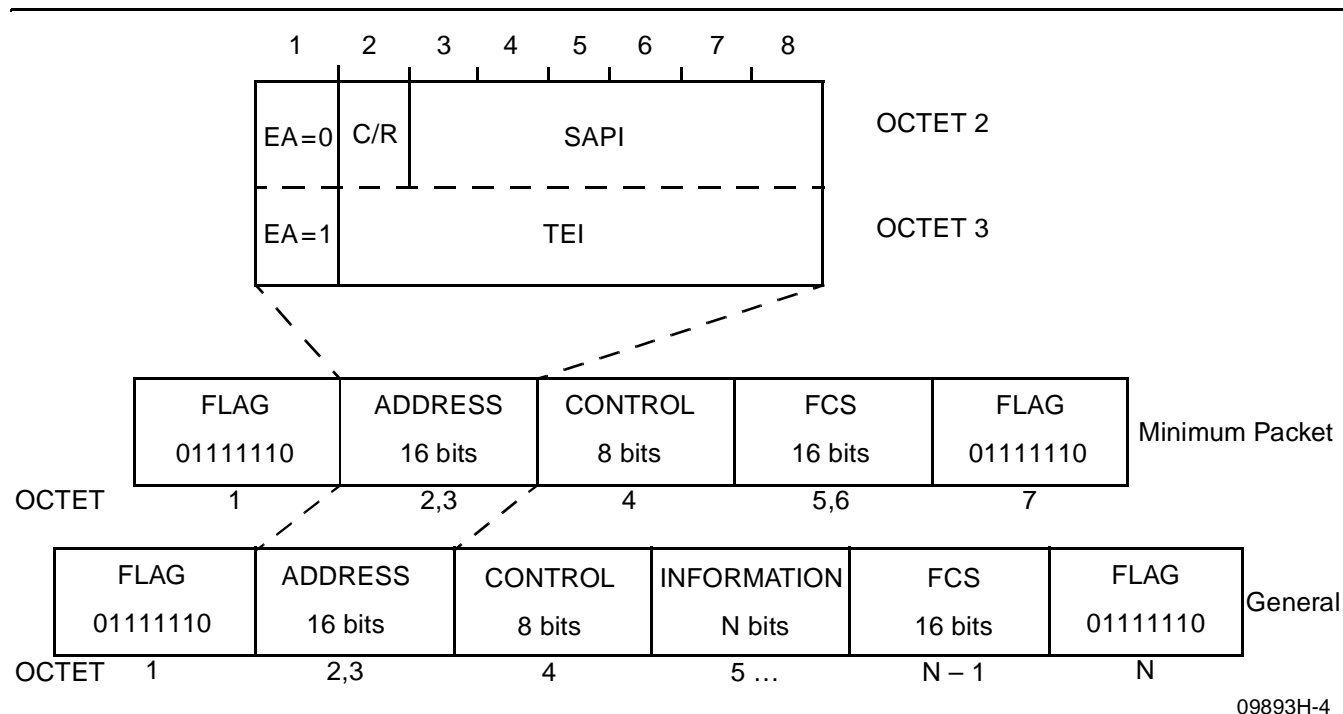 1 2 3 4 5 6 7 8
EA=0 C/R SAPI OCTET 2
EA=1 TEI OCTET 3
FLAG ADDRESS CONTROL FCS FLAG
01111110 16 bits 8 bits 16 bits 01111110
Minimum Packet
OCTET 1 2,3 4 5,6 7
FLAG ADDRESS CONTROL INFORMATION FCS FLAG
01111110 16 bits 8 bits N bits 16 bits 01111110
General
OCTET 1 2,3 4 5 … N – 1 N
09893H-4